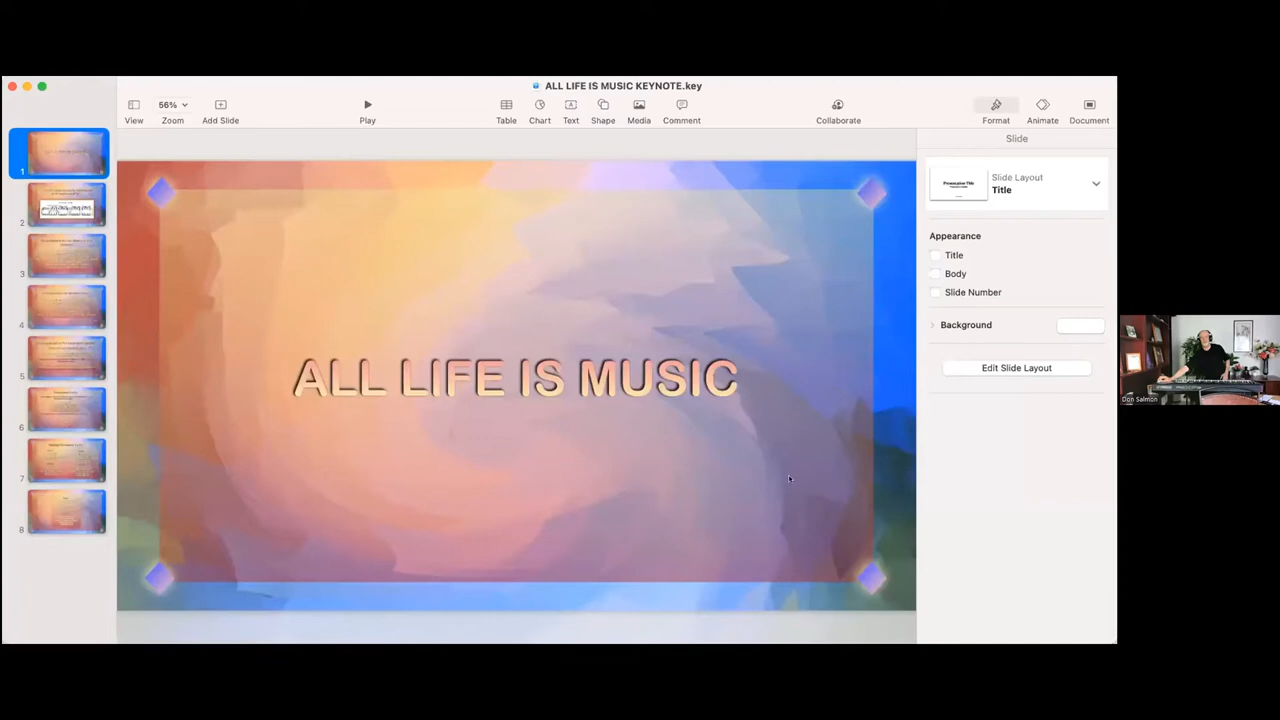 ALL LIFE IS MUSIC KEYNOTE.key
56%
View
Zoom
Add Slide
Play
Table
Chart
Text
Shape
Media
Comment
Collaborate
Format
Animate
Document
1
2
3
4
5
6
7
8
ALL LIFE IS MUSIC
Slide
Slide Layout
Title
Appearance
Title
Body
Slide Number
Background
Edit Slide Layout
Don Salmon